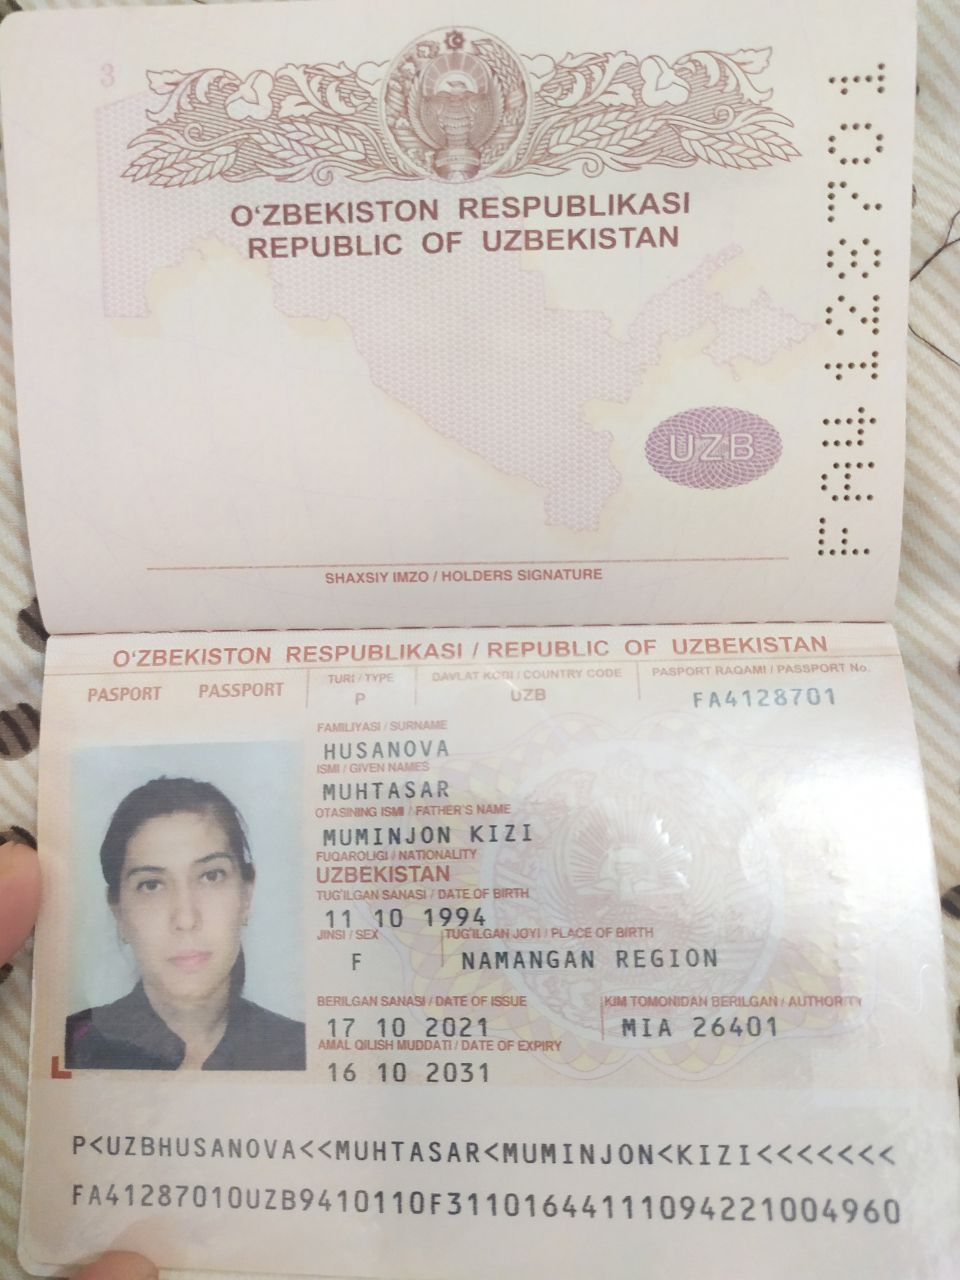 3
O‘ZBEKISTON RESPUBLIKASI
REPUBLIC OF UZBEKISTAN
UZB
FA4128701
SHAXSIY IMZO / HOLDERS SIGNATURE
O‘ZBEKISTON RESPUBLIKASI / REPUBLIC OF UZBEKISTAN
PASPORT PASSPORT
TURI / TYPE
P
DAVLAT KODI / COUNTRY CODE
UZB
PASPORT RAQAMI / PASSPORT No.
FA4128701
FAMILIYASI / SURNAME
HUSANOVA
ISMI / GIVEN NAMES
MUHTASAR
OTASINING ISMI / FATHER'S NAME
MUMINJON KIZI
FUQAROLIGI / NATIONALITY
UZBEKISTAN
TUG'ILGAN SANASI / DATE OF BIRTH
11 10 1994
JINSI / SEX
F
TUG'ILGAN JOYI / PLACE OF BIRTH
NAMANGAN REGION
BERILGAN SANASI / DATE OF ISSUE
17 10 2021
KIM TOMONIDAN BERILGAN / AUTHORITY
MIA 26401
AMAL QILISH MUDDATI / DATE OF EXPIRY
16 10 2031
P<UZBHUSANOVA<<MUHTASAR<MUMINJON<KIZI<<<<<<<
FA41287010UZB9410110F31101644111094221004960